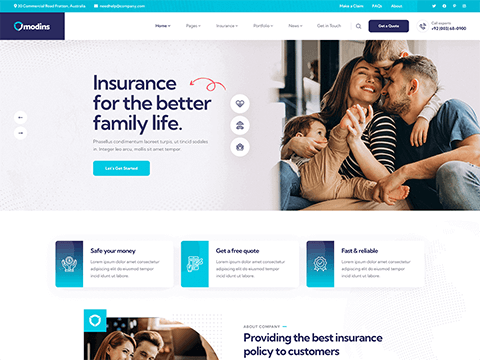 30 Commercial Road Fratton, Australia needhelp@company.com Make a Claim FAQs About
modins
Home Pages Insurance Portfolio News Get in Touch
Get a Quote
Call experts
+92 (003) 68-0900
Insurance
for the better
family life.
Phasellus condimentum laoreet turpis, ut tincid sodales
in. Integer leo arcu, mollis sit amet tempor.
Let's Get Started
Safe your money
Lorem ipsum dolor amet consectetur
adipiscing elit do eiusmod tempor
incid idunt ut labore.
Get a free quote
Lorem ipsum dolor amet consectetur
adipiscing elit do eiusmod tempor
incid idunt ut labore.
Fast & reliable
Lorem ipsum dolor amet consectetur
adipiscing elit do eiusmod tempor
incid idunt ut labore.
ABOUT COMPANY
Providing the best insurance
policy to customers